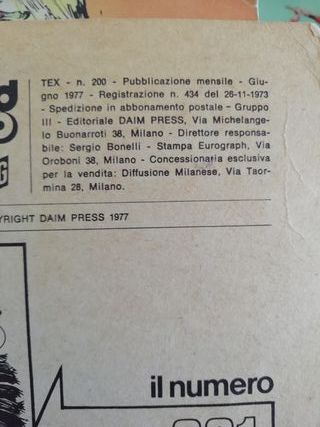 TEX - n. 200 - Pubblicazione mensile - Giu-
gno 1977 - Registrazione n. 434 del 26-11-1973
- Spedizione in abbonamento postale - Gruppo
III - Editoriale DAIM PRESS, Via Michelange-
lo Buonarroti 38, Milano - Direttore responsa-
bile: Sergio Bonelli - Stampa Eurograph, Via
Oroboni 38, Milano - Concessionaria esclusiva
per la vendita: Diffusione Milanese, Via Taor-
mina 28, Milano.
YRIGHT DAIM PRESS 1977
il numero